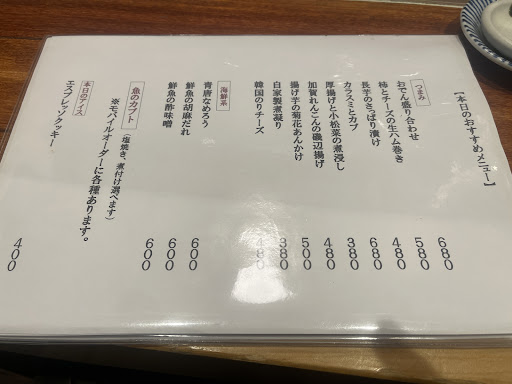 【本日のおすすめメニュー】
つまみ
おでん盛り合わせ 680
柿とチーズの生ハム巻き 580
長芋のさっぱり漬け 480
カラスミとカブ 680
厚揚げと小松菜の煮浸し 380
加賀れんこんの磯辺揚げ 480
揚げ芋の菊花あんかけ 500
自家製煮凝り 380
韓国のりチーズ 480
海鮮系
青唐なめろう 600
鮮魚の胡麻だれ 600
鮮魚の酢味噌 600
魚のカブト（塩焼き、煮付け選べます）
※モバイルオーダーに各種あります。
本日のアイス
エスプレッソクッキー 400